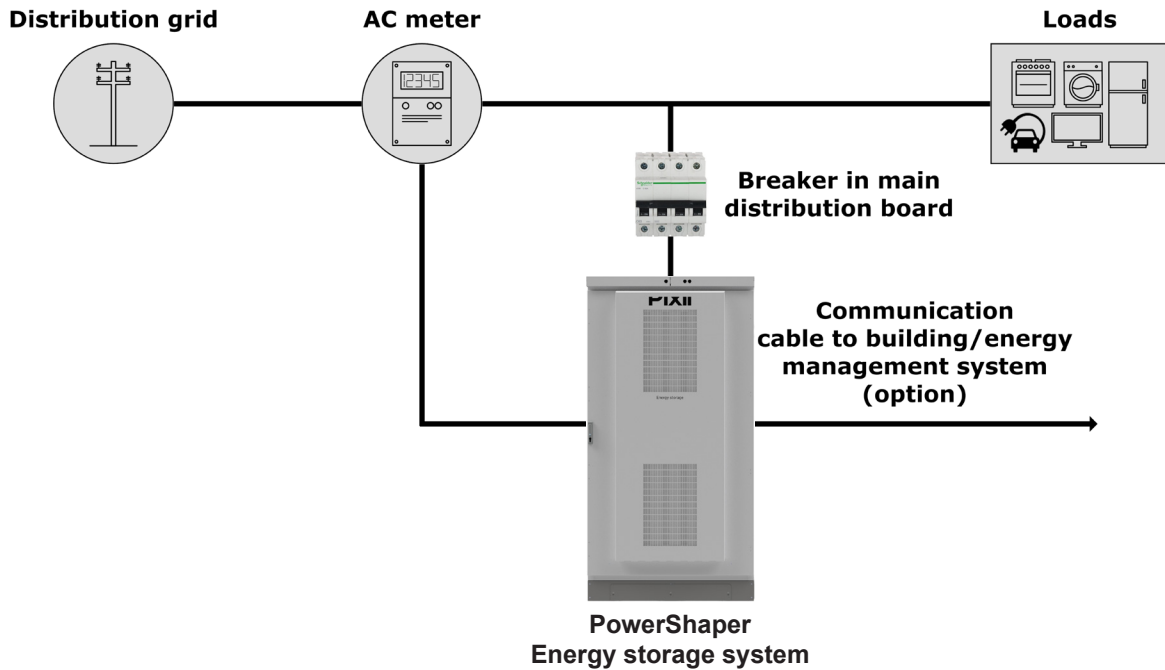 Distribution grid
AC meter
Loads
12345
Breaker in main
distribution board
PIXII
Energy storage
Communication
cable to building/energy
management system
(option)
PowerShaper
Energy storage system